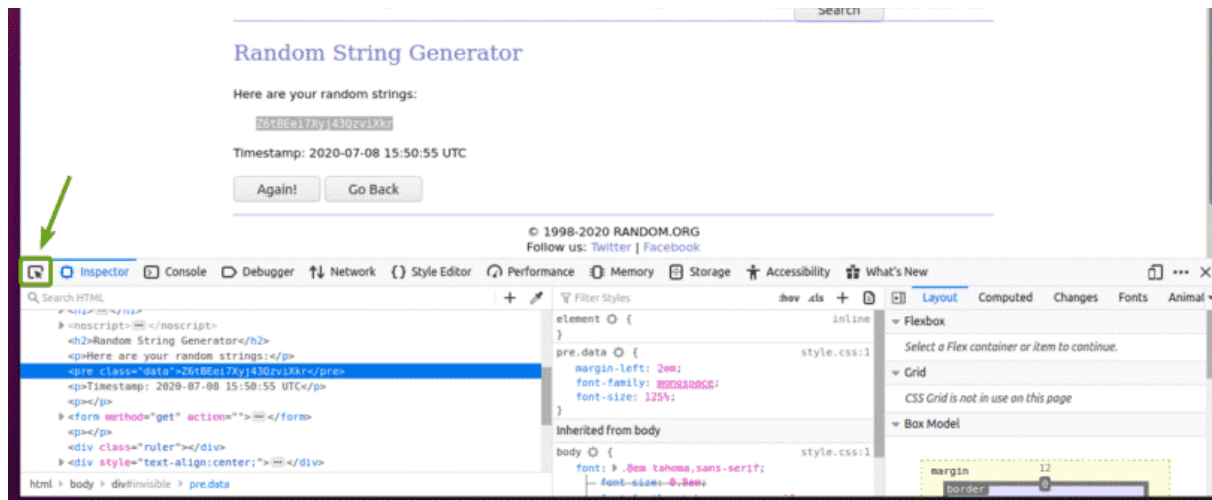 Search
Random String Generator
Here are your random strings:
Z6tBEei7Xyj43QzviXkr
Timestamp: 2020-07-08 15:50:55 UTC
Again! Go Back
© 1998-2020 RANDOM.ORG
Follow us: Twitter | Facebook
Inspector Console Debugger Network {} Style Editor Performance Memory Storage Accessibility What's New
Search HTML
<noscript></noscript>
<h2>Random String Generator</h2>
<p>Here are your random strings:</p>
<pre class="data">Z6tBEei7Xyj43QzviXkr</pre>
<p>Timestamp: 2020-07-08 15:50:55 UTC</p>
<p></p>
<form method="get" action=""></form>
<p></p>
<div class="ruler"></div>
<div style="text-align:center;"></div>
html > body > div#invisible > pre.data
Filter Styles :hov .cls +
element { inline
}
pre.data { style.css:1
margin-left: 2em;
font-family: monospace;
font-size: 125%;
}
Inherited from body
body { style.css:1
font: .8em tahoma,sans-serif;
font-size: 0.8em;
Layout Computed Changes Fonts Animat
Flexbox
Select a Flex container or item to continue.
Grid
CSS Grid is not in use on this page
Box Model
margin 12
border 0